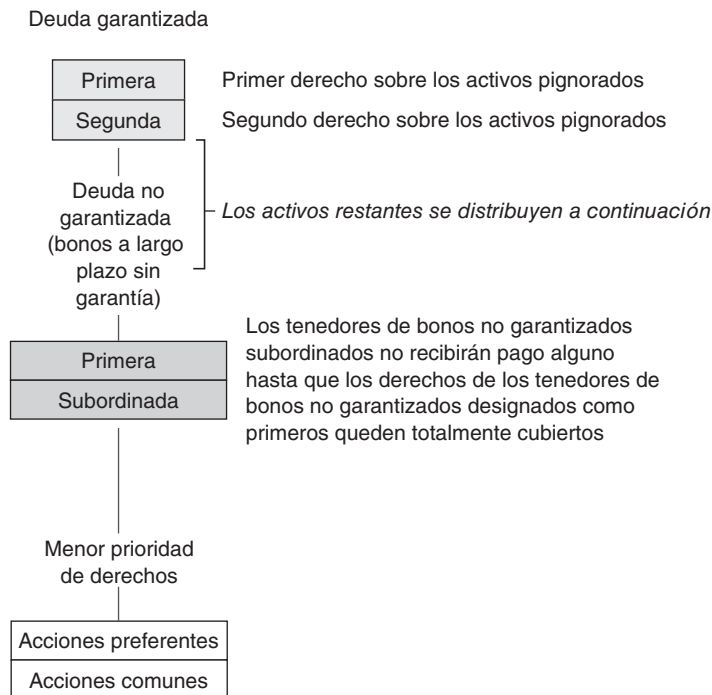 Deuda garantizada
Primera
Primer derecho sobre los activos pignorados
Segunda
Segundo derecho sobre los activos pignorados
Deuda no
garantizada
(bonos a largo
plazo sin
garantía)
Los activos restantes se distribuyen a continuación
Primera
Subordinada
Los tenedores de bonos no garantizados
subordinados no recibirán pago alguno
hasta que los derechos de los tenedores de
bonos no garantizados designados como
primeros queden totalmente cubiertos
Menor prioridad
de derechos
Acciones preferentes
Acciones comunes